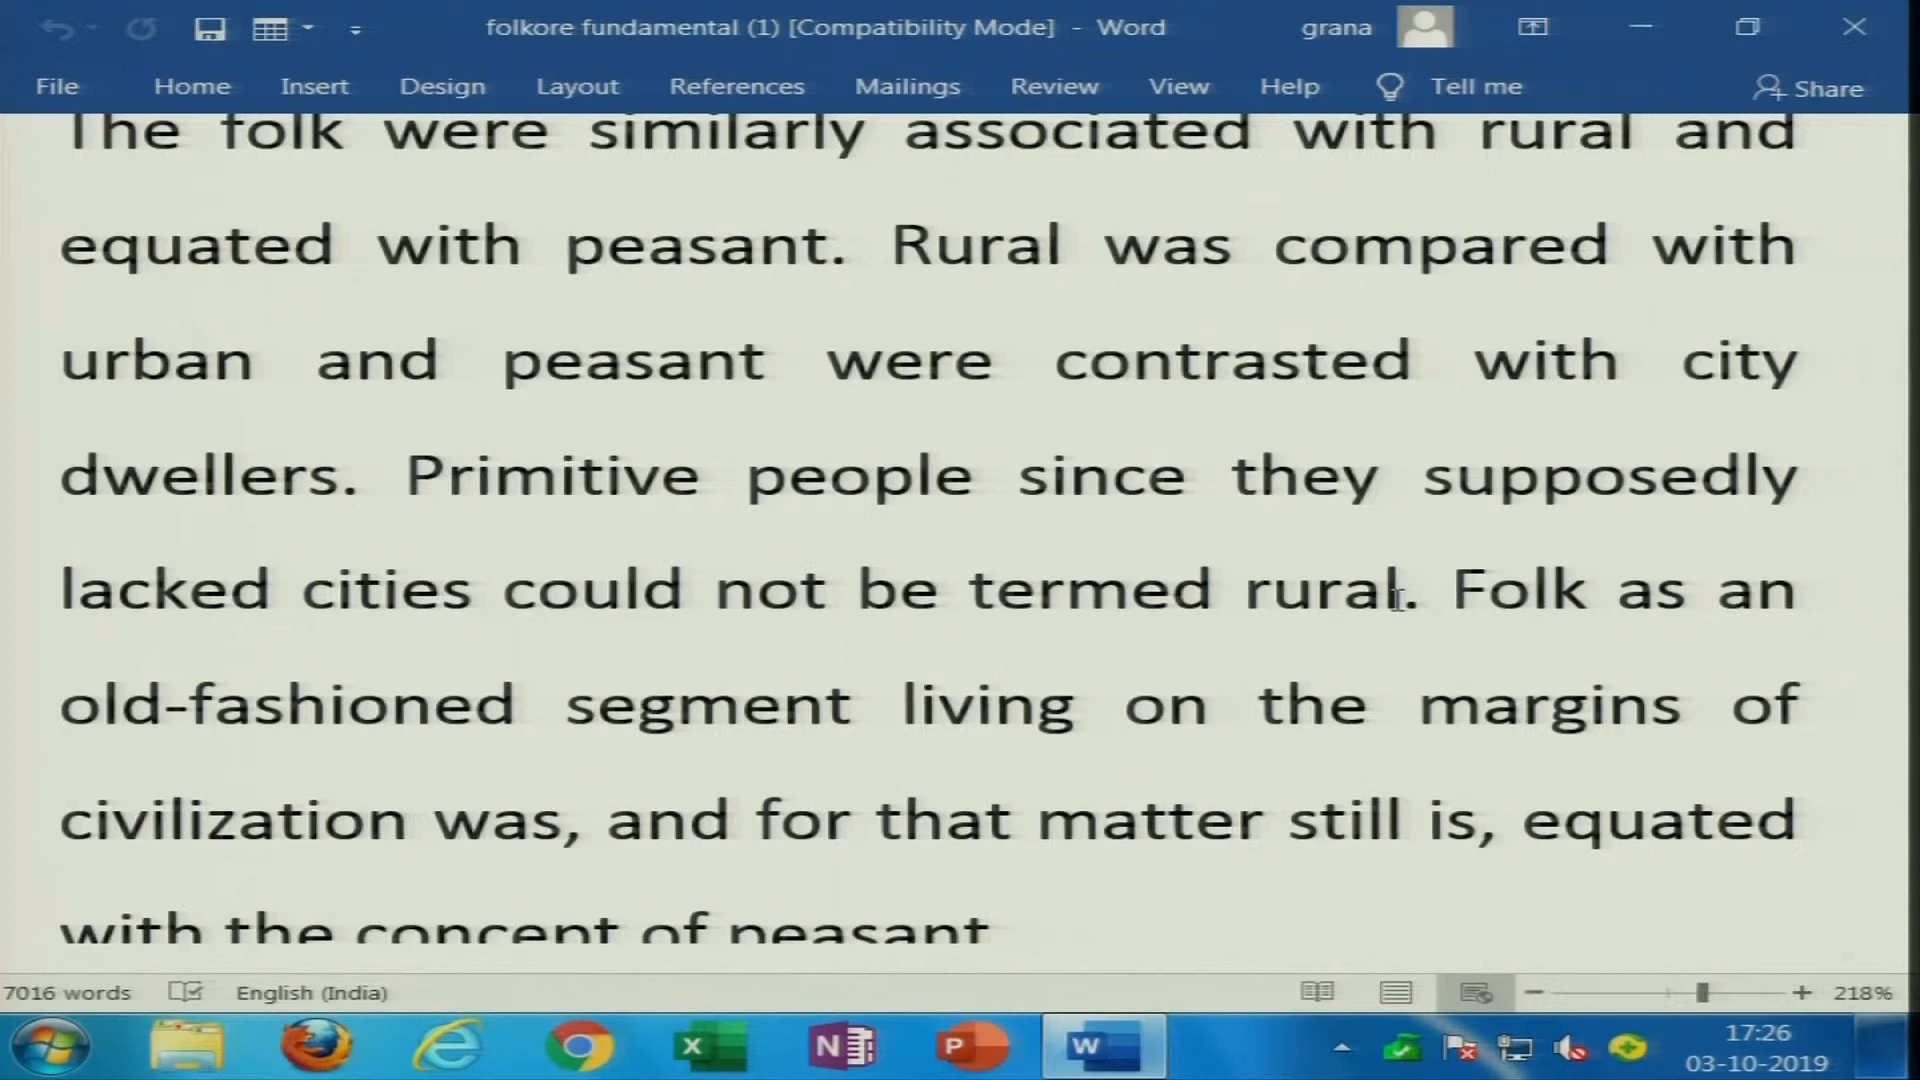 folkore fundamental (1) [Compatibility Mode] - Word
grana
File Home Insert Design Layout References Mailings Review View Help Tell me Share
The folk were similarly associated with rural and
equated with peasant. Rural was compared with
urban and peasant were contrasted with city
dwellers. Primitive people since they supposedly
lacked cities could not be termed rural. Folk as an
old-fashioned segment living on the margins of
civilization was, and for that matter still is, equated
with the concept of peasant
7016 words English (India) 218%
17:26
03-10-2019